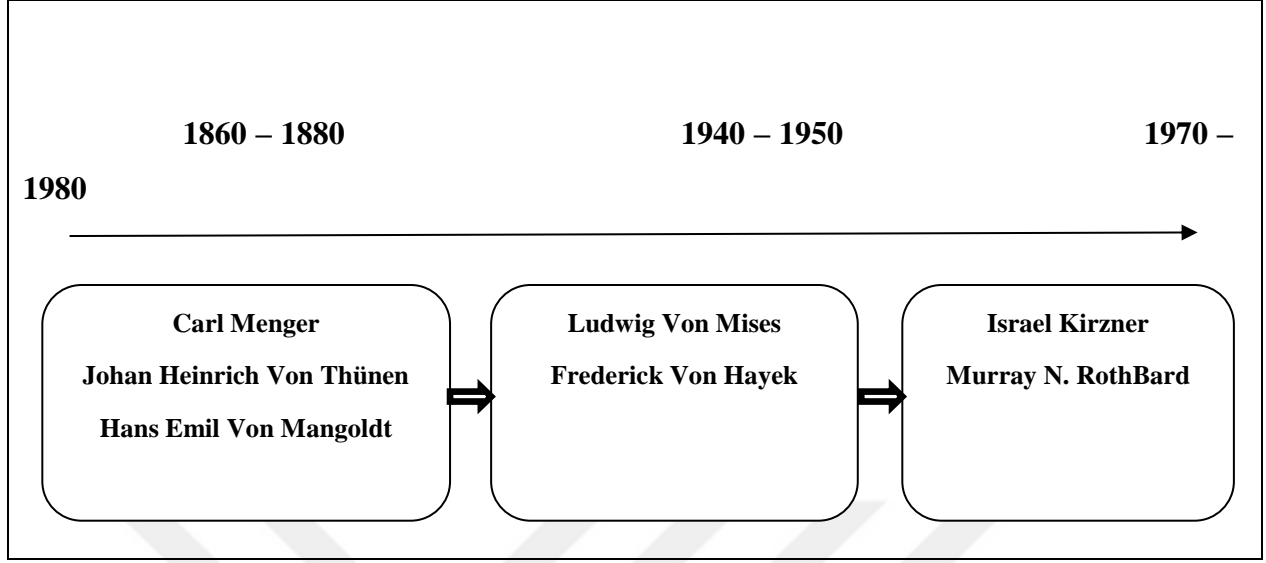 1860 – 1880 1940 – 1950 1970 –
1980
Carl Menger
Johan Heinrich Von Thünen
Hans Emil Von Mangoldt
Ludwig Von Mises
Frederick Von Hayek
Israel Kirzner
Murray N. RothBard